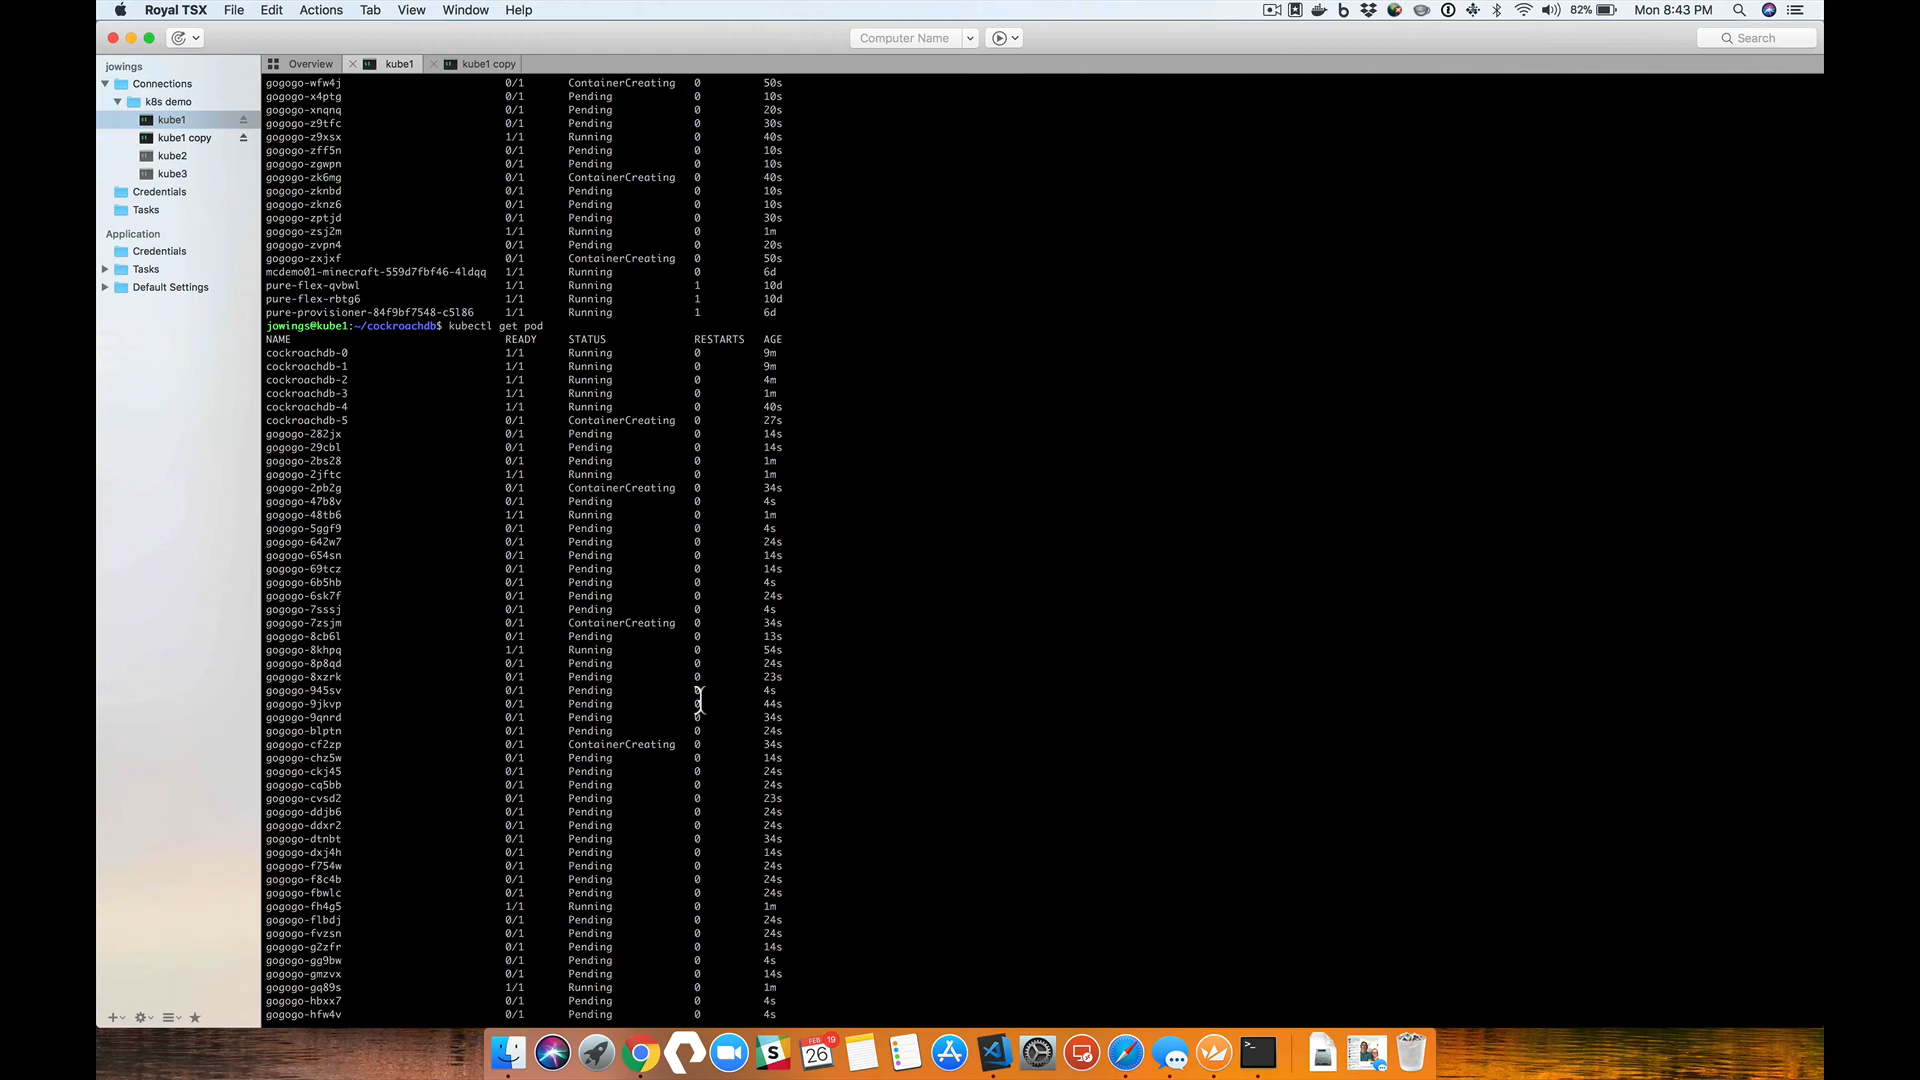 Royal TSX File Edit Actions Tab View Window Help 82% Mon 8:43 PM
Computer Name Search
jowings
Connections
k8s demo
kube1
kube1 copy
kube2
kube3
Credentials
Tasks
Application
Credentials
Tasks
Default Settings
Overview kube1 kube1 copy
gogogo-wfw4j 0/1 ContainerCreating 0 50s
gogogo-x4ptg 0/1 Pending 0 10s
gogogo-xnqnq 0/1 Pending 0 20s
gogogo-z9tfc 0/1 Pending 0 30s
gogogo-z9xsx 1/1 Running 0 40s
gogogo-zff5n 0/1 Pending 0 10s
gogogo-zgwpn 0/1 Pending 0 10s
gogogo-zk6mg 0/1 ContainerCreating 0 40s
gogogo-zknbd 0/1 Pending 0 10s
gogogo-zknz6 0/1 Pending 0 10s
gogogo-zptjd 0/1 Pending 0 30s
gogogo-zsj2m 1/1 Running 0 1m
gogogo-zvpn4 0/1 Pending 0 20s
gogogo-zxjxf 0/1 ContainerCreating 0 50s
mcdemo01-minecraft-559d7fbf46-4ldqq 1/1 Running 0 6d
pure-flex-qvbwl 1/1 Running 1 10d
pure-flex-rbtg6 1/1 Running 1 10d
pure-provisioner-84f9bf7548-c5l86 1/1 Running 1 6d
jowings@kube1:~/cockroachdb$ kubectl get pod
NAME READY STATUS RESTARTS AGE
cockroachdb-0 1/1 Running 0 9m
cockroachdb-1 1/1 Running 0 9m
cockroachdb-2 1/1 Running 0 4m
cockroachdb-3 1/1 Running 0 1m
cockroachdb-4 1/1 Running 0 40s
cockroachdb-5 0/1 ContainerCreating 0 27s
gogogo-282jx 0/1 Pending 0 14s
gogogo-29cbl 0/1 Pending 0 14s
gogogo-2bs28 0/1 Pending 0 1m
gogogo-2jftc 1/1 Running 0 1m
gogogo-2pb2g 0/1 ContainerCreating 0 34s
gogogo-47b8v 0/1 Pending 0 4s
gogogo-48tb6 1/1 Running 0 1m
gogogo-5ggf9 0/1 Pending 0 4s
gogogo-642w7 0/1 Pending 0 24s
gogogo-654sn 0/1 Pending 0 14s
gogogo-69tcz 0/1 Pending 0 14s
gogogo-6b5hb 0/1 Pending 0 4s
gogogo-6sk7f 0/1 Pending 0 24s
gogogo-7sssj 0/1 Pending 0 4s
gogogo-7zsjm 0/1 ContainerCreating 0 34s
gogogo-8cb6l 0/1 Pending 0 13s
gogogo-8khpq 1/1 Running 0 54s
gogogo-8p8qd 0/1 Pending 0 24s
gogogo-8xzrk 0/1 Pending 0 23s
gogogo-945sv 0/1 Pending 0 4s
gogogo-9jkvp 0/1 Pending 0 44s
gogogo-9qnrd 0/1 Pending 0 34s
gogogo-blptn 0/1 Pending 0 24s
gogogo-cf2zp 0/1 ContainerCreating 0 34s
gogogo-chz5w 0/1 Pending 0 14s
gogogo-ckj45 0/1 Pending 0 24s
gogogo-cq5bb 0/1 Pending 0 24s
gogogo-cvsd2 0/1 Pending 0 23s
gogogo-ddjb6 0/1 Pending 0 24s
gogogo-ddxr2 0/1 Pending 0 24s
gogogo-dtnbt 0/1 Pending 0 34s
gogogo-dxj4h 0/1 Pending 0 14s
gogogo-f754w 0/1 Pending 0 24s
gogogo-f8c4b 0/1 Pending 0 24s
gogogo-fbwlc 0/1 Pending 0 24s
gogogo-fh4g5 1/1 Running 0 1m
gogogo-flbdj 0/1 Pending 0 24s
gogogo-fvzsn 0/1 Pending 0 24s
gogogo-g2zfr 0/1 Pending 0 14s
gogogo-gg9bw 0/1 Pending 0 4s
gogogo-gmzvx 0/1 Pending 0 14s
gogogo-gq89s 1/1 Running 0 1m
gogogo-hbxx7 0/1 Pending 0 4s
gogogo-hfw4v 0/1 Pending 0 4s
FEB 19
26